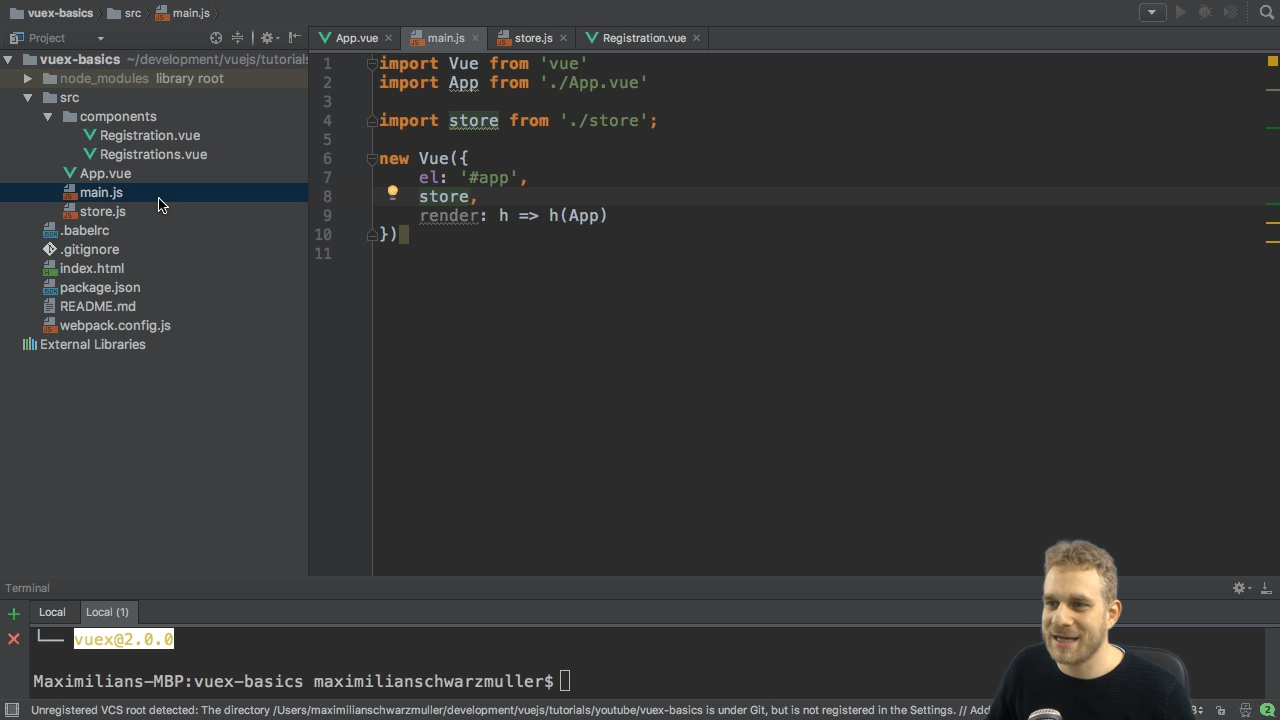 vuex-basics src main.js
Project
App.vue main.js store.js Registration.vue
vuex-basics ~/development/vuejs/tutorials
node_modules library root
src
components
Registration.vue
Registrations.vue
App.vue
main.js
store.js
.babelrc
.gitignore
index.html
package.json
README.md
webpack.config.js
External Libraries
1 import Vue from 'vue'
2 import App from './App.vue'
3
4 import store from './store';
5
6 new Vue({
7 el: '#app',
8 store,
9 render: h => h(App)
10 })
11
Terminal
Local Local (1)
vuex@2.0.0
Maximilians-MBP:vuex-basics maximilianschwarzmuller$
Unregistered VCS root detected: The directory /Users/maximilianschwarzmuller/development/vuejs/tutorials/youtube/vuex-basics is under Git, but is not registered in the Settings. // Add
2